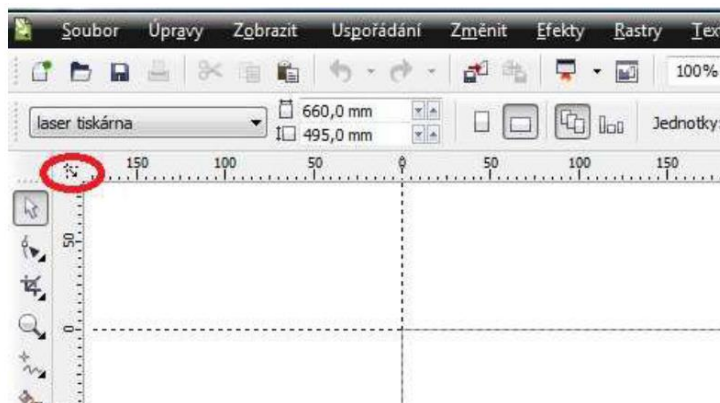 Soubor Úpravy Zobrazit Uspořádání Změnit Efekty Rastry Tex
100%
laser tiskárna 660,0 mm Jednotky:
495,0 mm
150 100 50 0 50 100 150
50
0